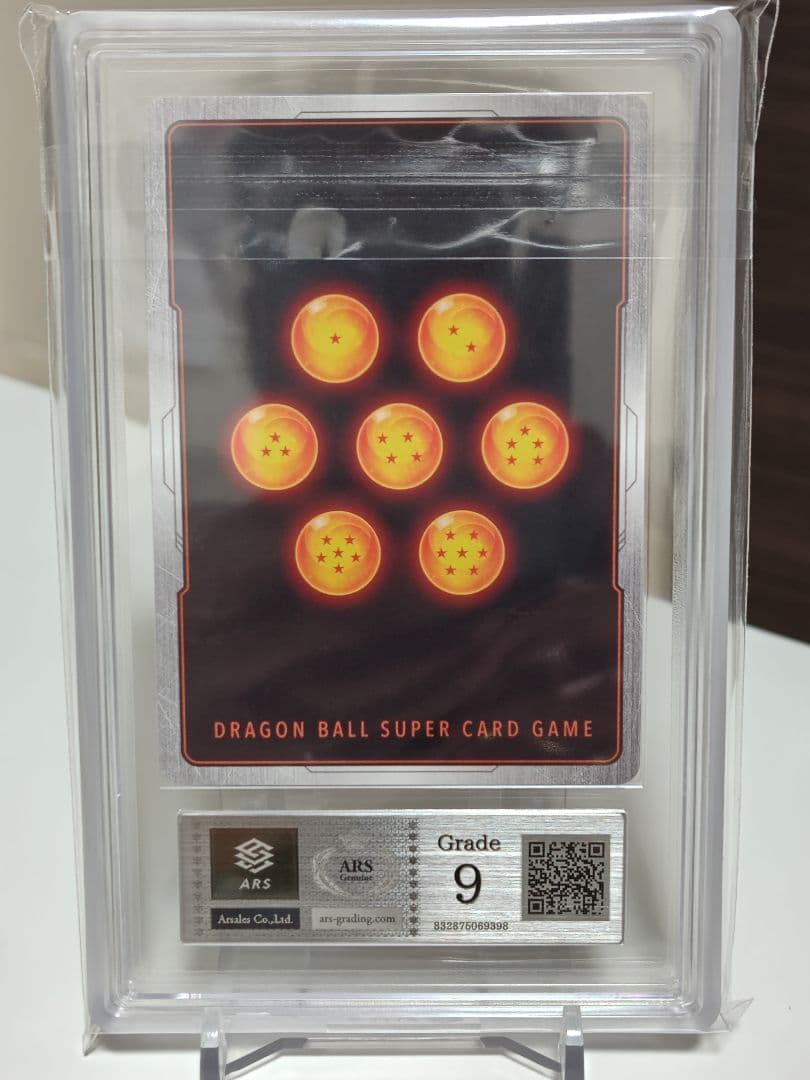 DRAGON BALL SUPER CARD GAME
ARS
Arsales Co.,Ltd.
ARS
Genuine
ars-grading.com
Grade
9
832875069398